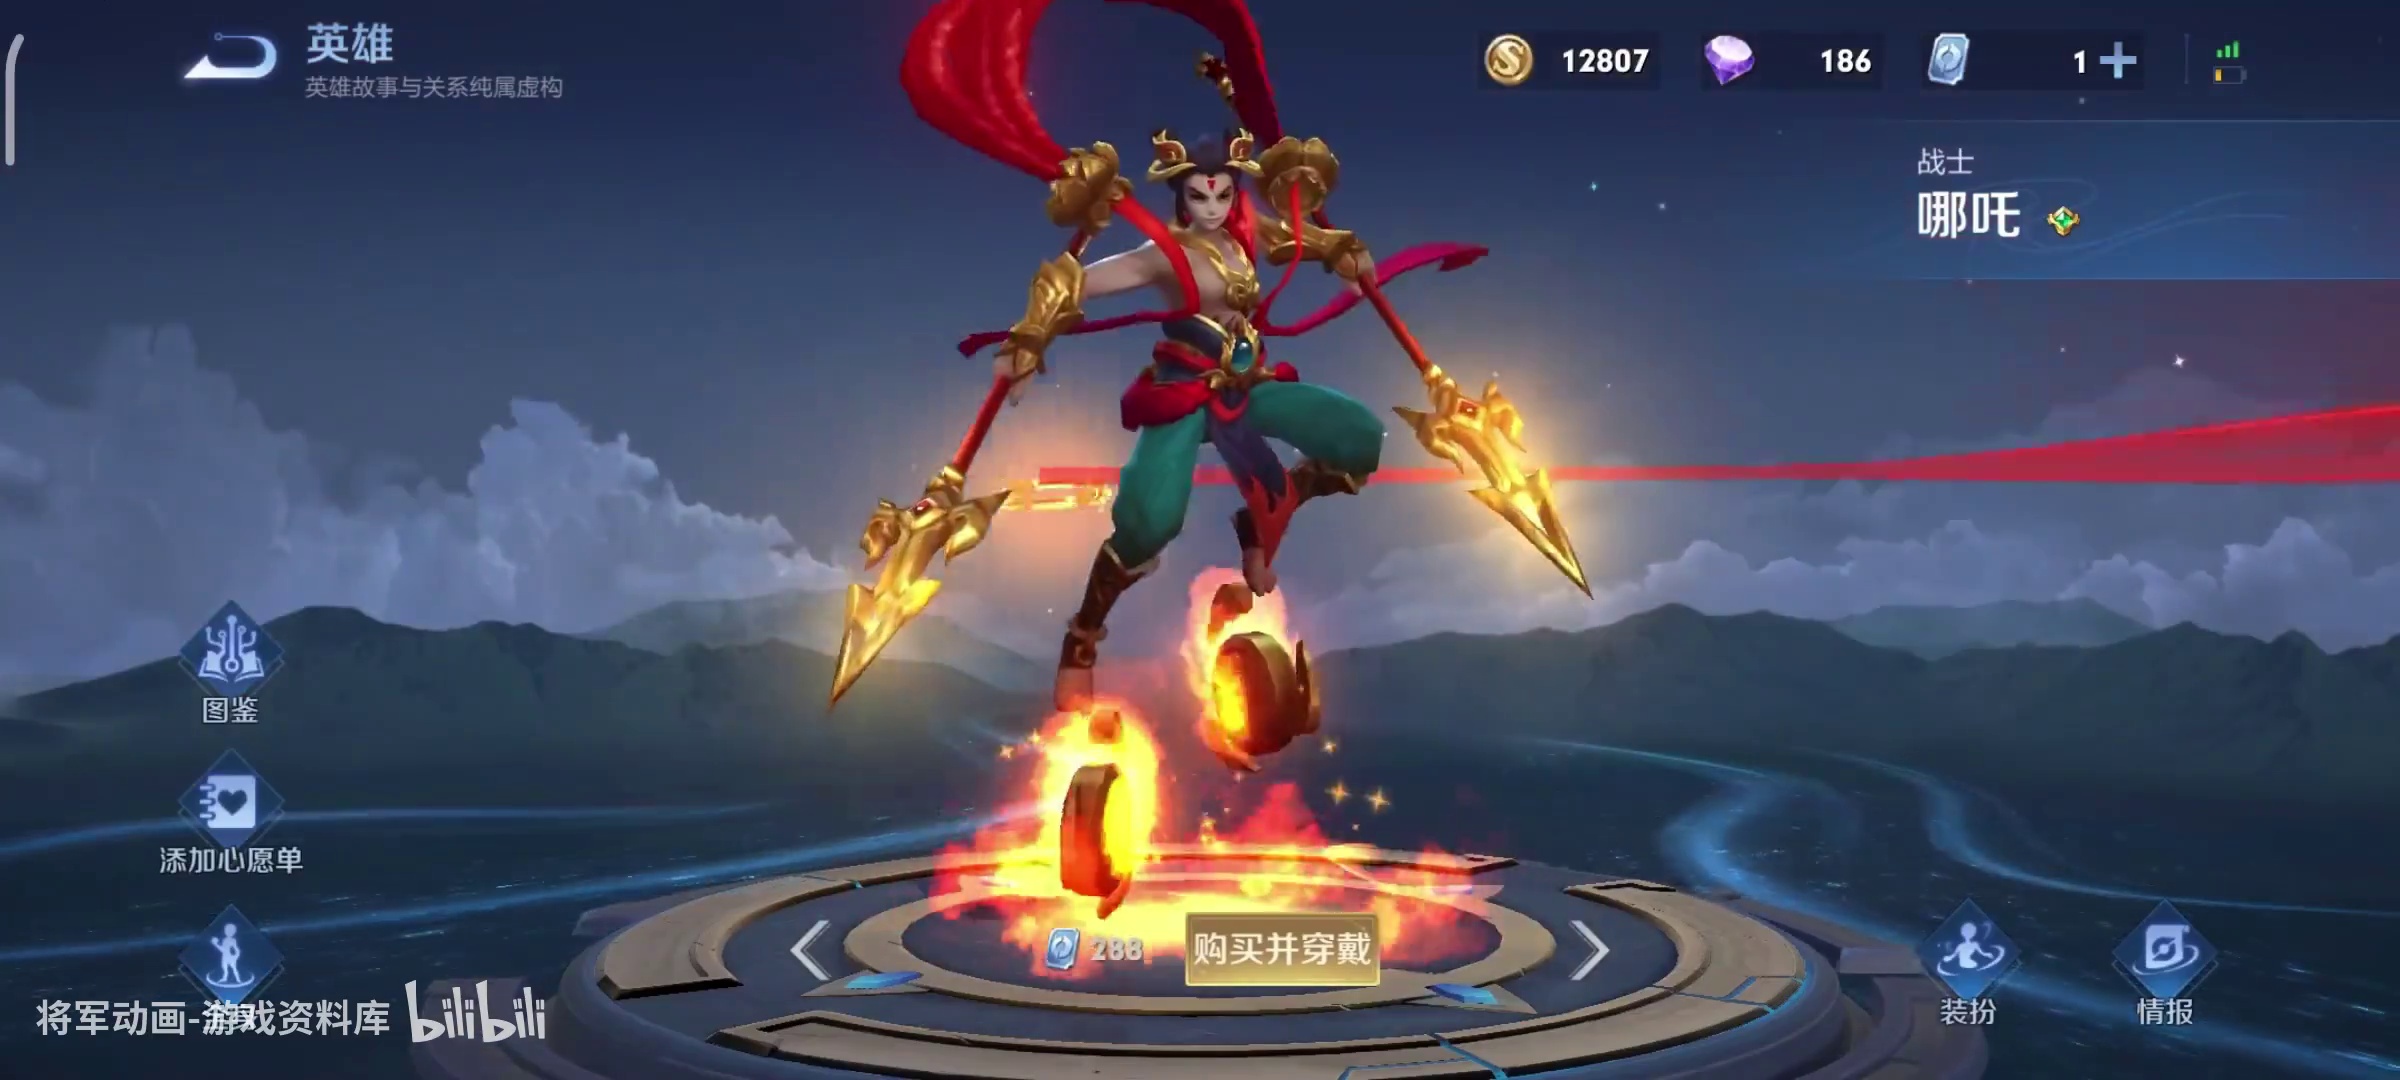 英雄
英雄故事与关系纯属虚构
12807
186
1
战士
哪吒
图鉴
添加心愿单
288
购买并穿戴
装扮
情报
将军动画-游戏资料库 bilibili